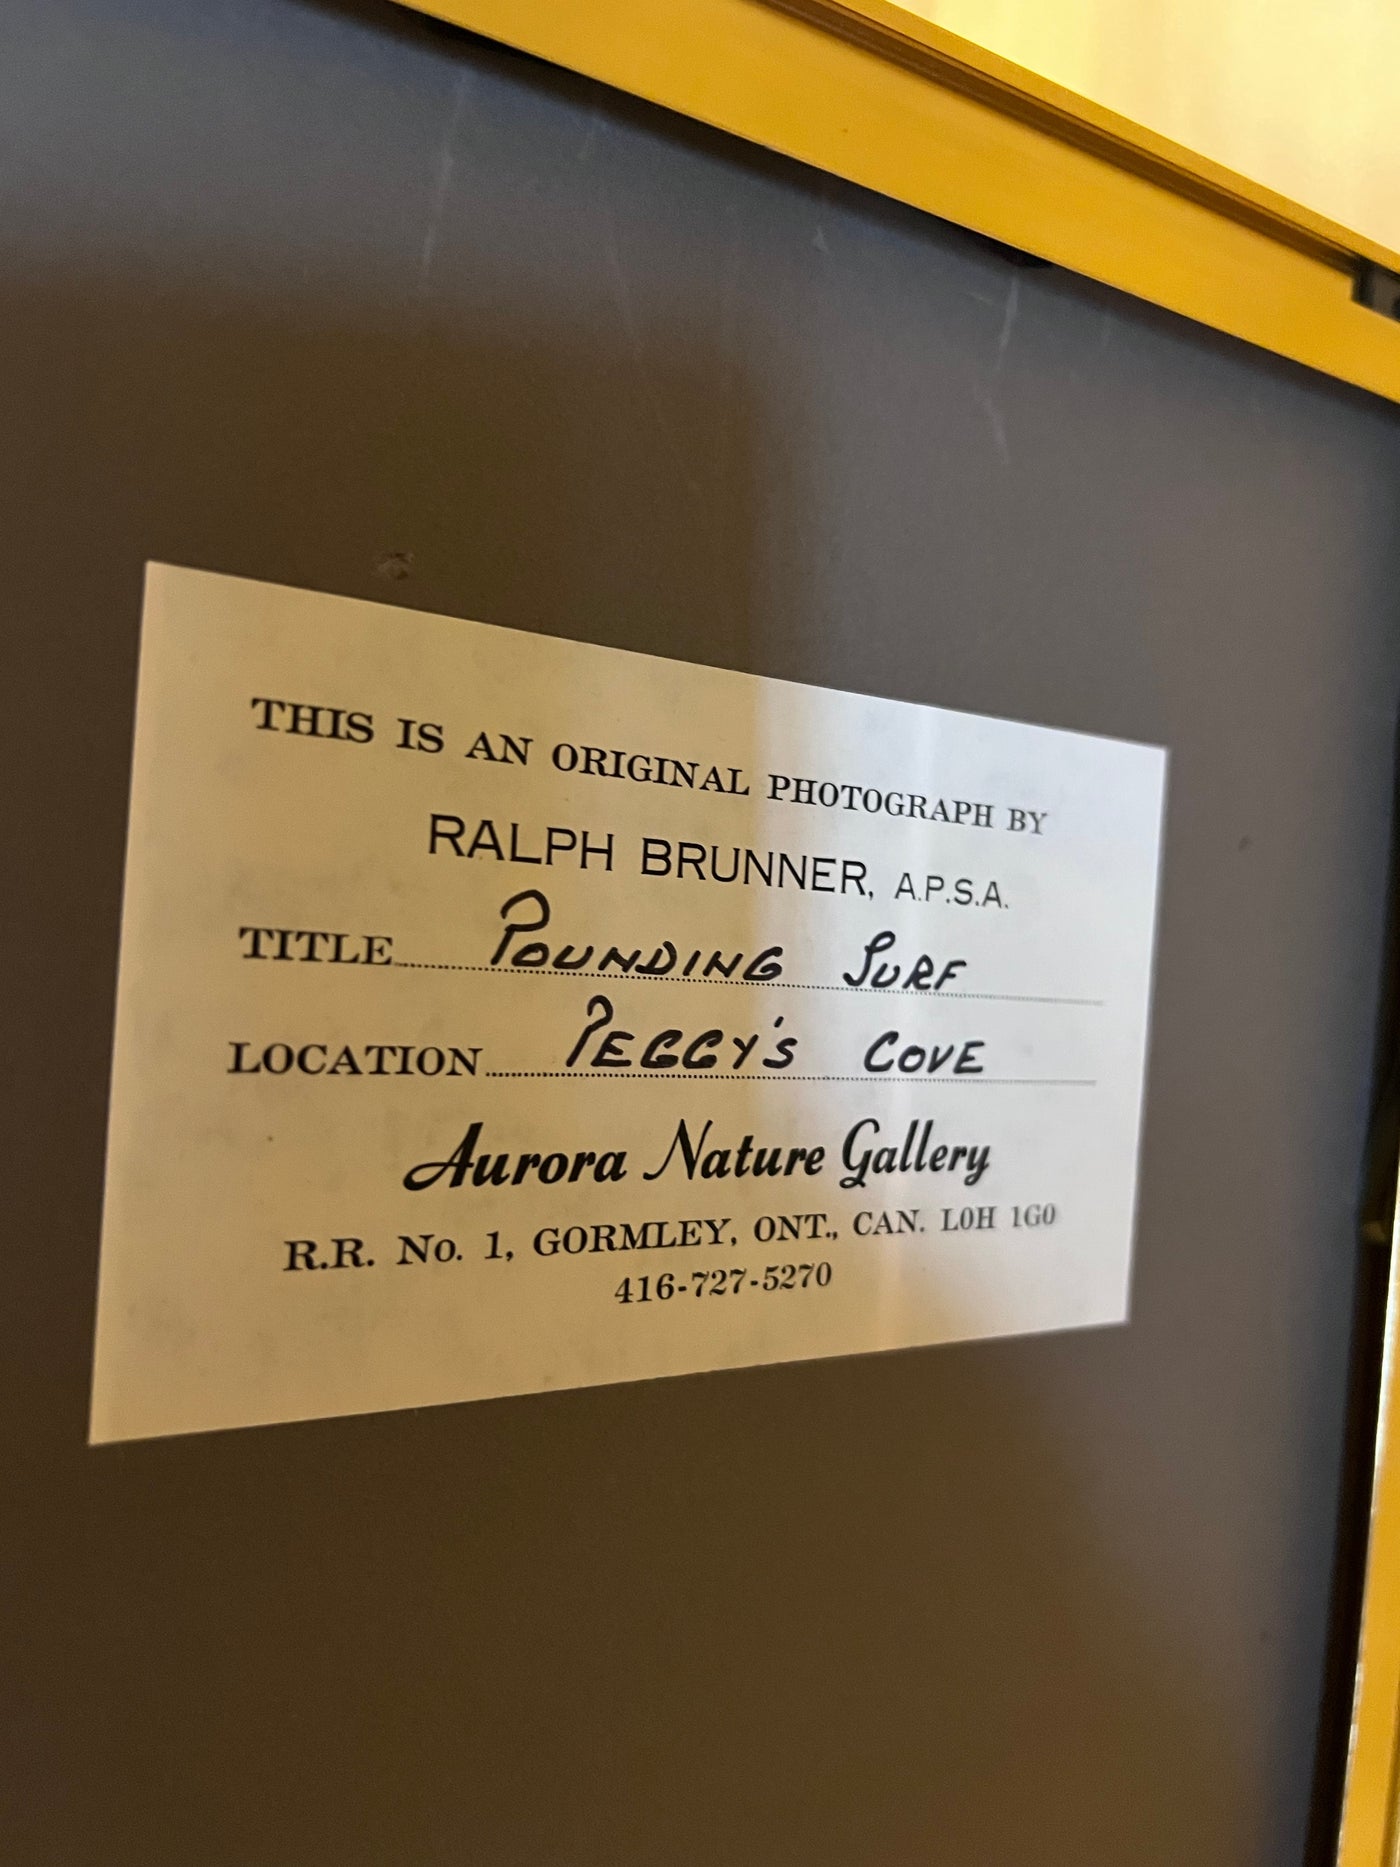 THIS IS AN ORIGINAL PHOTOGRAPH BY
RALPH BRUNNER, A.P.S.A.
TITLE POUNDING SURF
LOCATION PEGGY'S COVE
Aurora Nature Gallery
R.R. No. 1, GORMLEY, ONT., CAN. L0H 1G0
416-727-5270